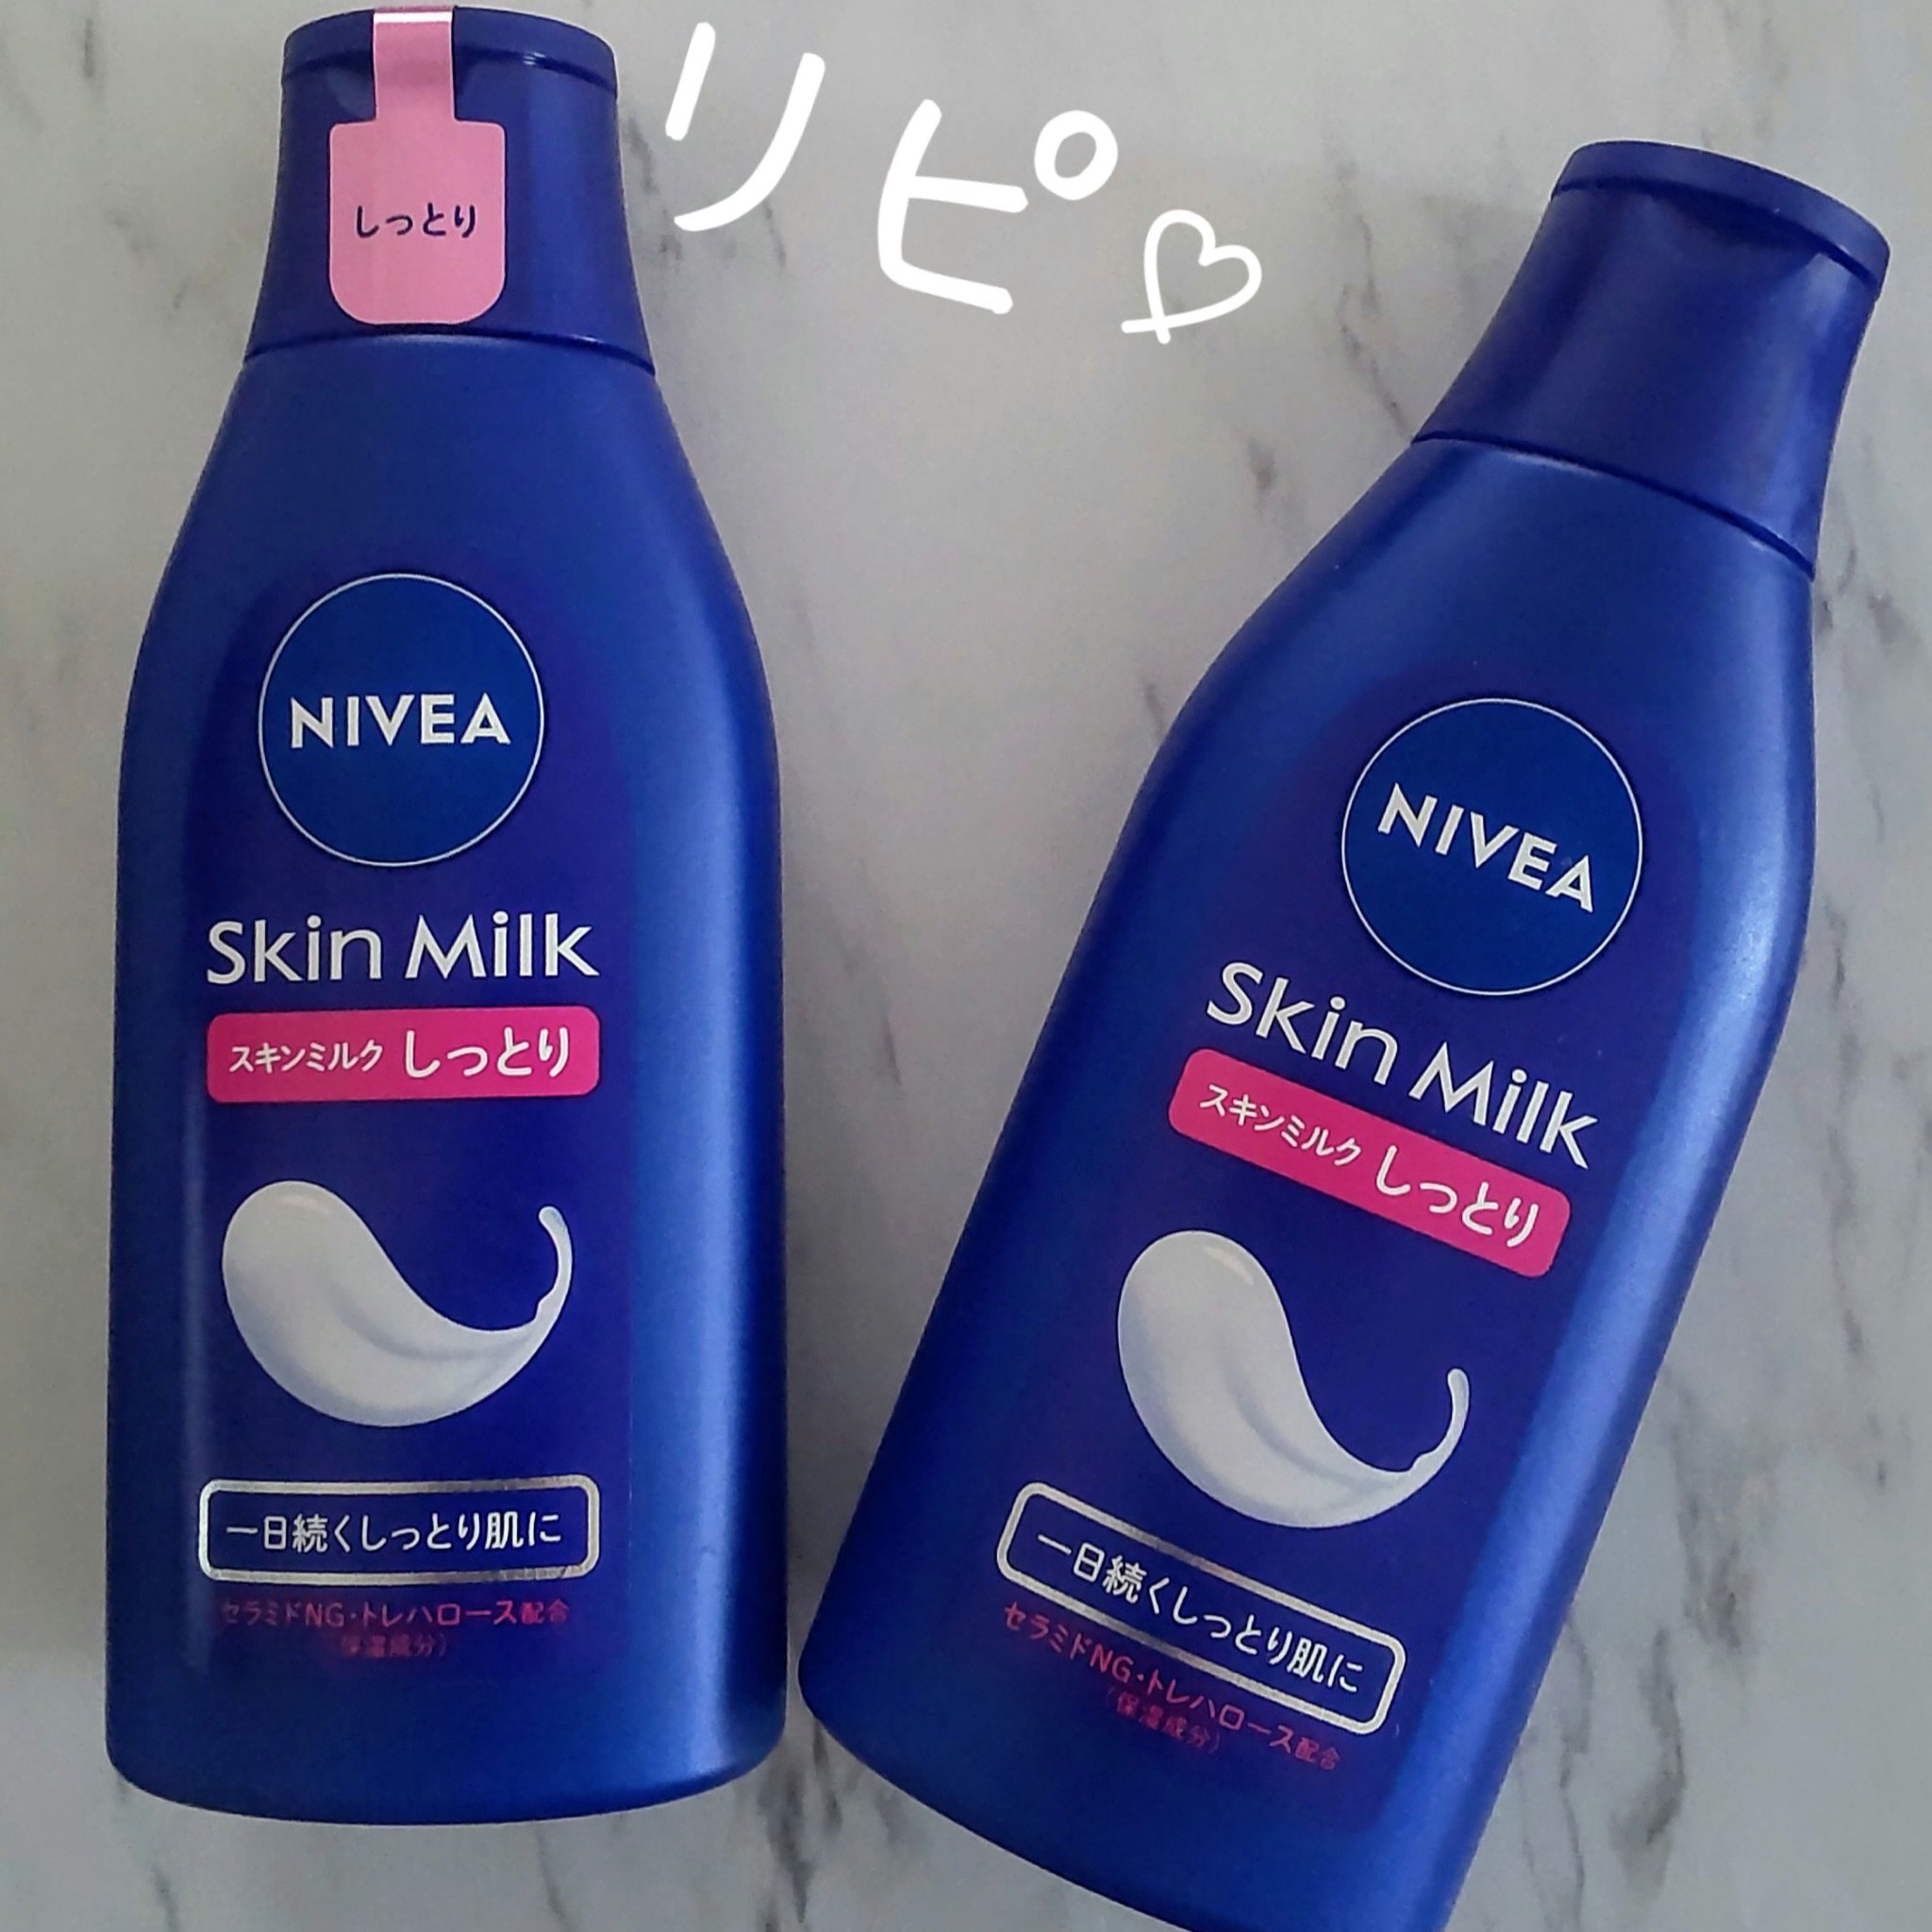 リピ♡
しっとり
NIVEA
Skin Milk
スキンミルク しっとり
一日続くしっとり肌に
セラミドNG・トレハロース配合
(保湿成分)
NIVEA
Skin Milk
スキンミルク しっとり
一日続くしっとり肌に
セラミドNG・トレハロース配合
(保湿成分)